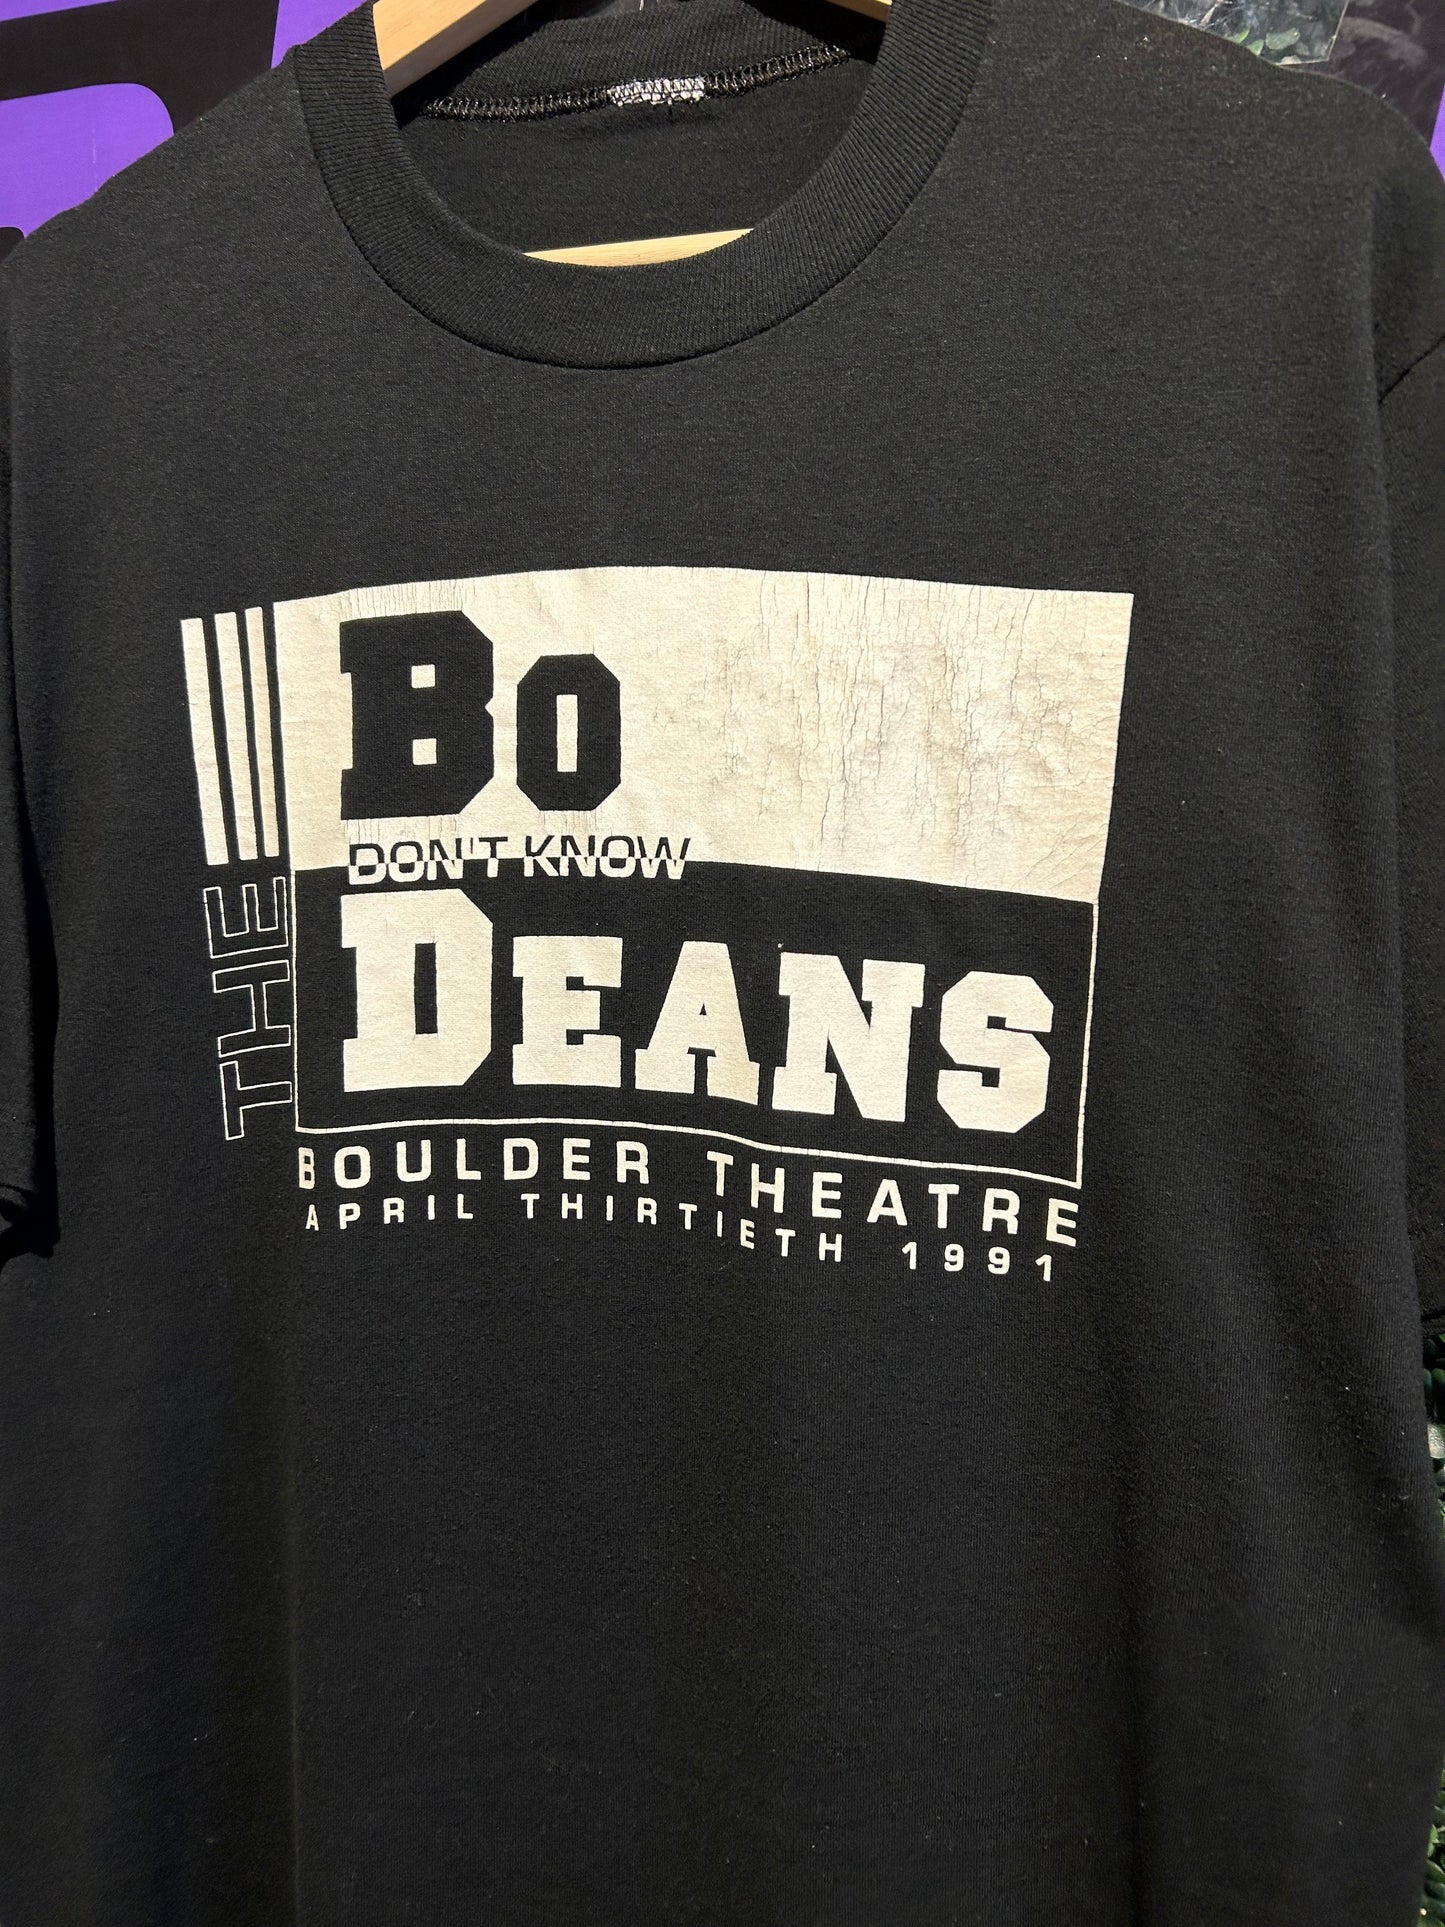 THE
BO
DON'T KNOW
DEANS
BOULDER THEATRE
APRIL THIRTIETH 1991